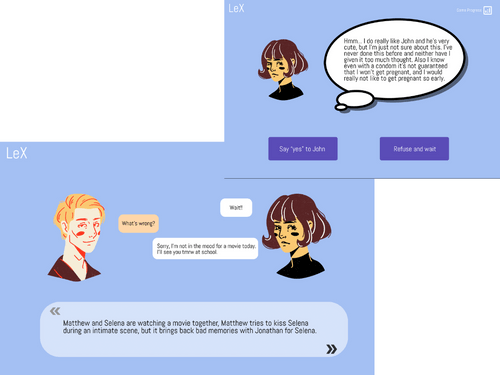 LeX
Game Progress
Hmm... I do really like John and he's very
cute, but I'm just not sure about this. I've
never done this before and neither have I
given it too much thought. Also I know
even with a condom it's not guaranteed
that I won't get pregnant, and I would
really not like to get pregnant so early.
Say "yes" to John
Refuse and wait
LeX
Wait!!
What's wrong?
Sorry, I'm not in the mood for a movie today.
I'll see you tmrw at school
Matthew and Selena are watching a movie together, Matthew tries to kiss Selena
during an intimate scene, but it brings back bad memories with Jonathan for Selena.